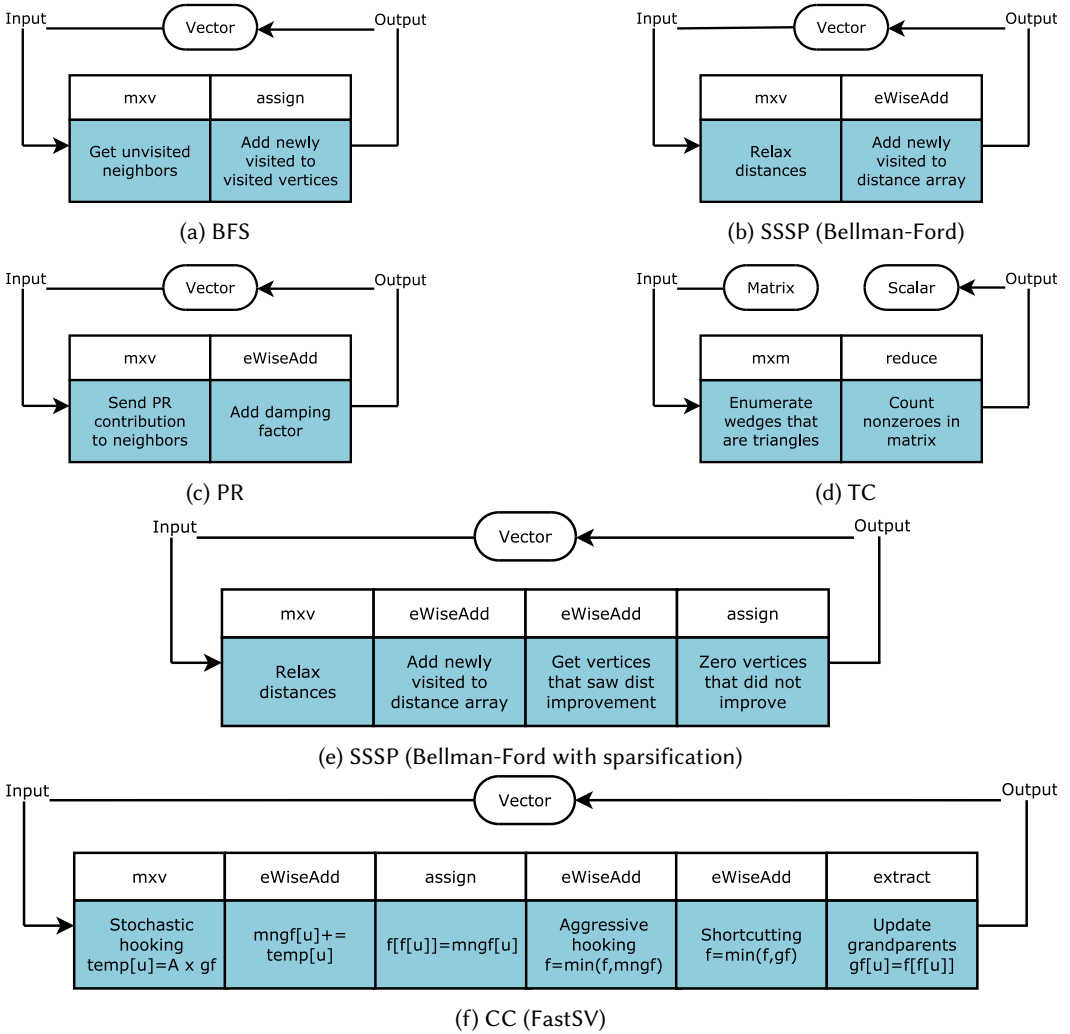 Input
Vector
Output
mxv
assign
Get unvisited
neighbors
Add newly
visited to
visited vertices
(a) BFS
Input
Vector
Output
mxv
eWiseAdd
Relax
distances
Add newly
visited to
distance array
(b) SSSP (Bellman-Ford)
Input
Vector
Output
mxv
eWiseAdd
Send PR
contribution
to neighbors
Add damping
factor
(c) PR
Input
Matrix
Scalar
Output
mxm
reduce
Enumerate
wedges that
are triangles
Count
nonzeroes in
matrix
(d) TC
Input
Vector
Output
mxv
eWiseAdd
eWiseAdd
assign
Relax
distances
Add newly
visited to
distance array
Get vertices
that saw dist
improvement
Zero vertices
that did not
improve
(e) SSSP (Bellman-Ford with sparsification)
Input
Vector
Output
mxv
eWiseAdd
assign
eWiseAdd
eWiseAdd
extract
Stochastic
hooking
temp[u]=A x gf
mngf[u]+=
temp[u]
f[f[u]]=mngf[u]
Aggressive
hooking
f=min(f,mngf)
Shortcutting
f=min(f,gf)
Update
grandparents
gf[u]=f[f[u]]
(f) CC (FastSV)